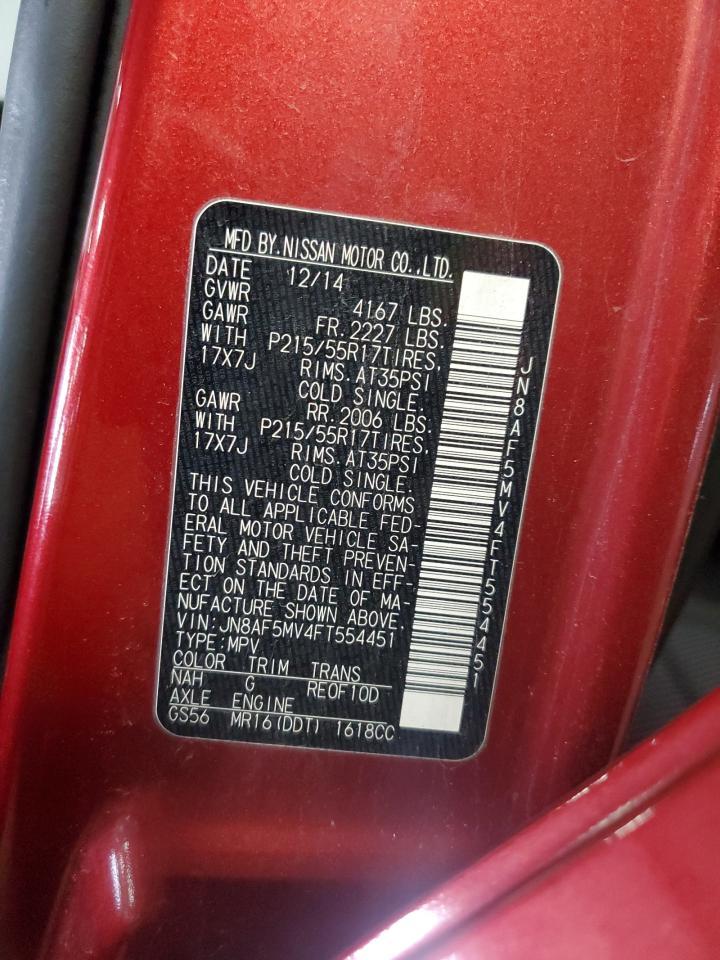 MFD BY. NISSAN MOTOR CO.,LTD.
DATE 12/14
GVWR 4167 LBS.
GAWR FR. 2227 LBS.
WITH P215/55R17TIRES,
17X7J RIMS. AT35PSI
COLD SINGLE.
GAWR RR. 2006 LBS.
WITH P215/55R17TIRES,
17X7J RIMS. AT35PSI
COLD SINGLE.
THIS VEHICLE CONFORMS
TO ALL APPLICABLE FED-
ERAL MOTOR VEHICLE SA-
FETY AND THEFT PREVEN-
TION STANDARDS IN EFF-
ECT ON THE DATE OF MA-
NUFACTURE SHOWN ABOVE.
VIN: JN8AF5MV4FT554451
TYPE: MPV
COLOR TRIM TRANS
NAH G REOF10D
AXLE ENGINE
GS56 MR16(DDT) 1618CC
JN8AF5MV4FT554451